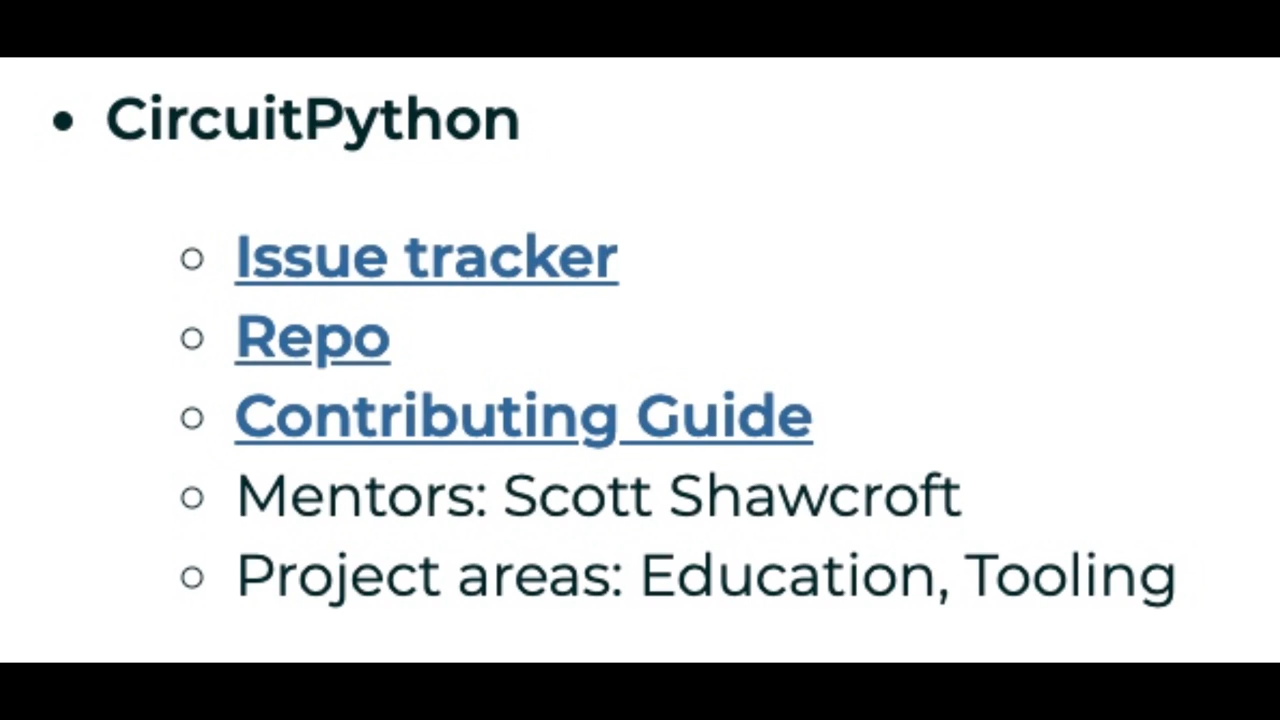 CircuitPython
Issue tracker
Repo
Contributing Guide
Mentors: Scott Shawcroft
Project areas: Education, Tooling